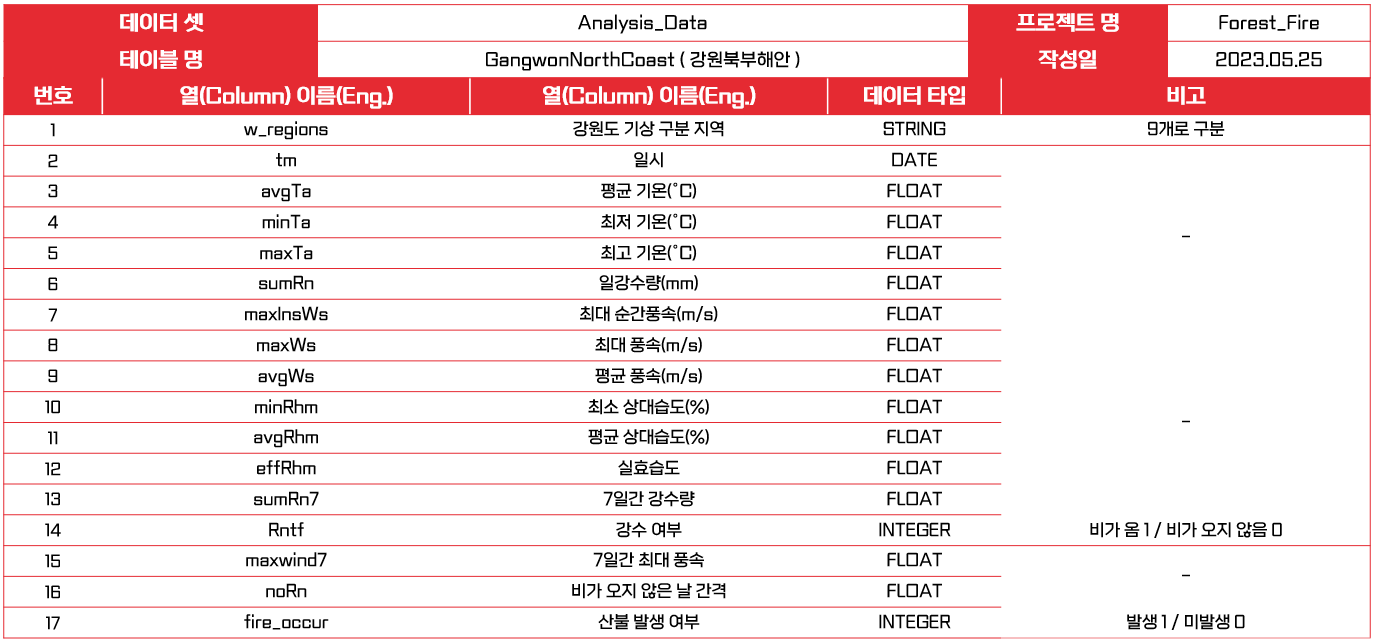 데이터 셋 Analysis_Data 프로젝트 명 Forest_Fire
테이블 명 GangwonNorthCoast ( 강원북부해안 ) 작성일 2023.05.25
번호 열(Column) 이름(Eng.) 열(Column) 이름(Eng.) 데이터 타입 비고
1 w_regions 강원도 기상 구분 지역 STRING 9개로 구분
2 tm 일시 DATE
3 avgTa 평균 기온(˚C) FLOAT
4 minTa 최저 기온(˚C) FLOAT
–
5 maxTa 최고 기온(˚C) FLOAT
6 sumRn 일강수량(mm) FLOAT
7 maxInsWs 최대 순간풍속(m/s) FLOAT
8 maxWs 최대 풍속(m/s) FLOAT
9 avgWs 평균 풍속(m/s) FLOAT
10 minRhm 최소 상대습도(%) FLOAT
–
11 avgRhm 평균 상대습도(%) FLOAT
12 effRhm 실효습도 FLOAT
13 sumRn7 7일간 강수량 FLOAT
14 Rntf 강수 여부 INTEGER 비가 옴 1 / 비가 오지 않음 0
15 maxwind7 7일간 최대 풍속 FLOAT
–
16 noRn 비가 오지 않은 날 간격 FLOAT
17 fire_occur 산불 발생 여부 INTEGER 발생 1 / 미발생 0